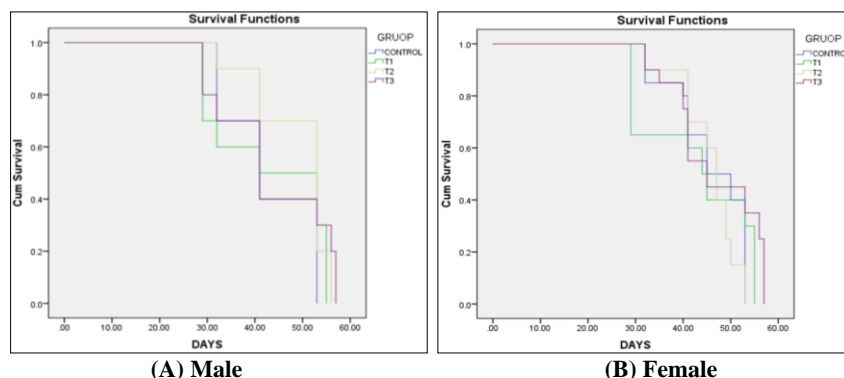 Survival Functions
GRUOP
CONTROL
T1
T2
T3
Cum Survival
1.0
0.8
0.6
0.4
0.2
0.0
.00 10.00 20.00 30.00 40.00 50.00 60.00
DAYS
(A) Male
Survival Functions
GRUOP
CONTRO
T1
T2
T3
Cum Survival
1.0
0.8
0.6
0.4
0.2
0.0
.00 10.00 20.00 30.00 40.00 50.00 60.00
DAYS
(B) Female